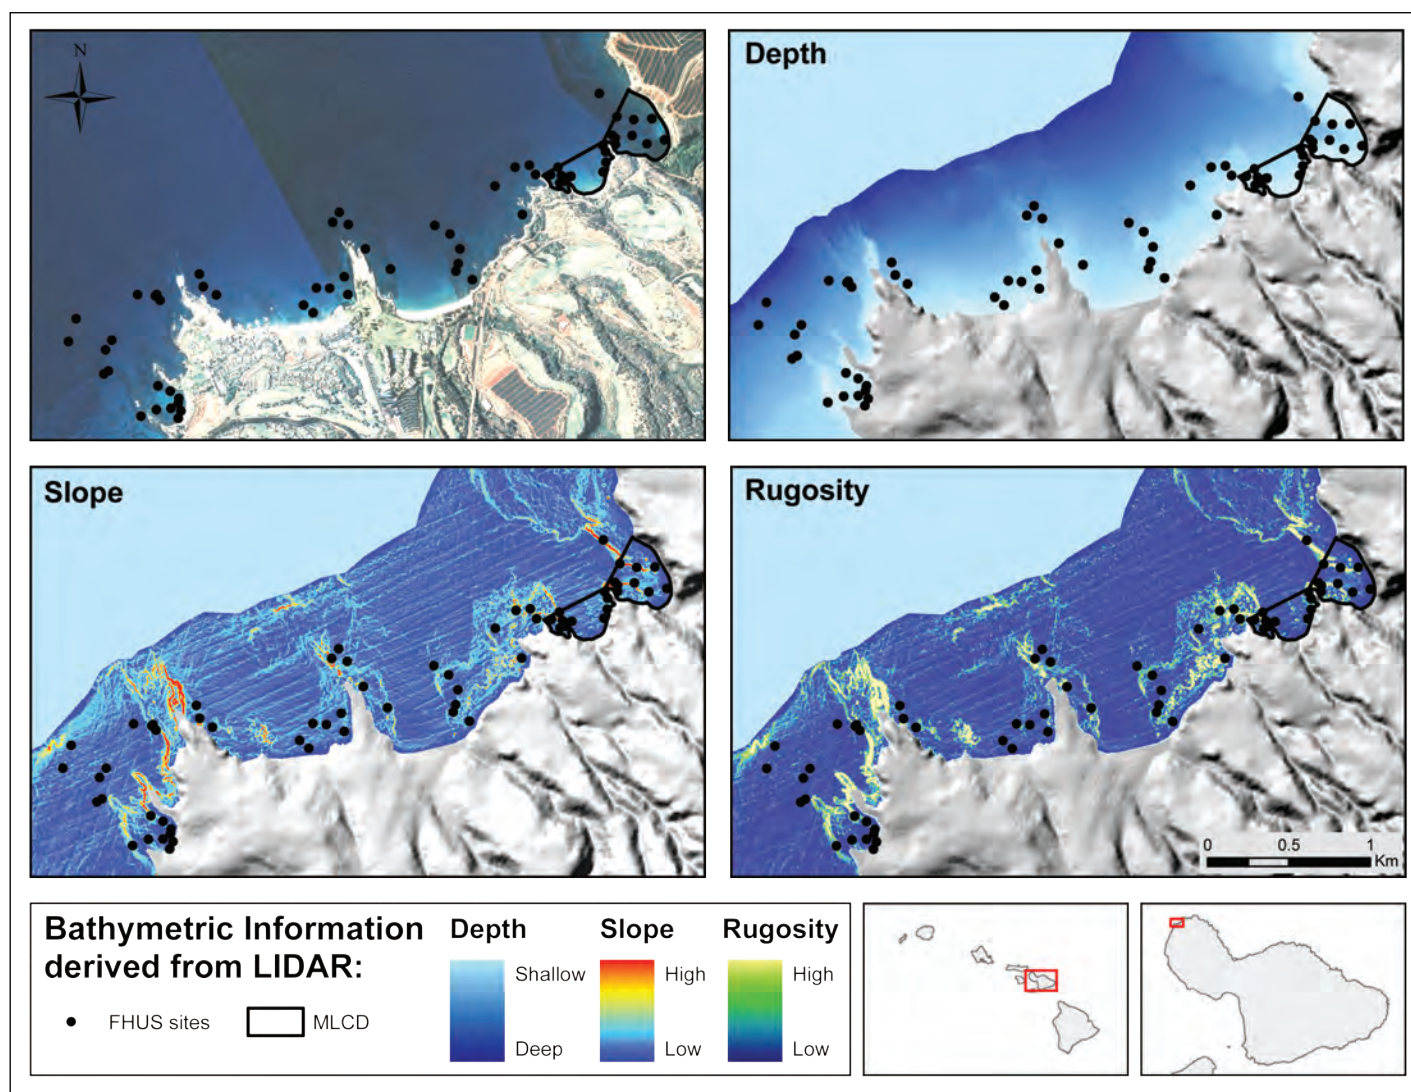 N
Depth
Slope
Rugosity
0 0.5 1
Km
Bathymetric Information
derived from LIDAR:
FHUS sites
MLCD
Depth
Shallow
Deep
Slope
High
Low
Rugosity
High
Low